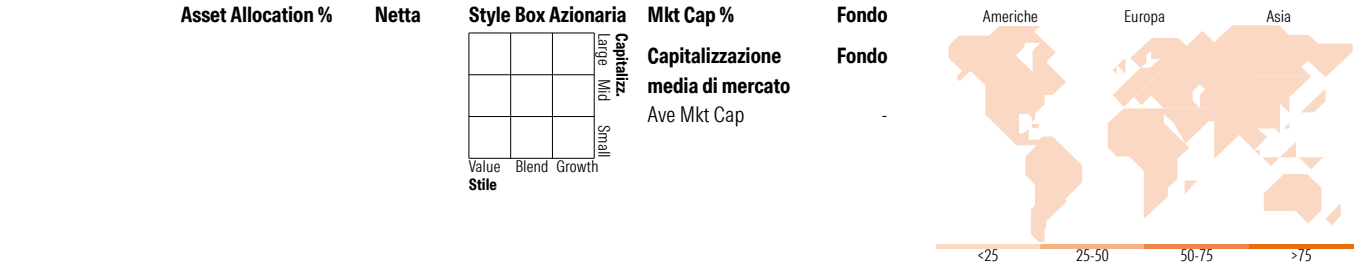 Asset Allocation % Netta
Style Box Azionaria
Large Mid Small
Capitalizz.
Value Blend Growth
Stile
Mkt Cap % Fondo
Capitalizzazione Fondo
media di mercato
Ave Mkt Cap -
Americhe Europa Asia
<25 25-50 50-75 >75